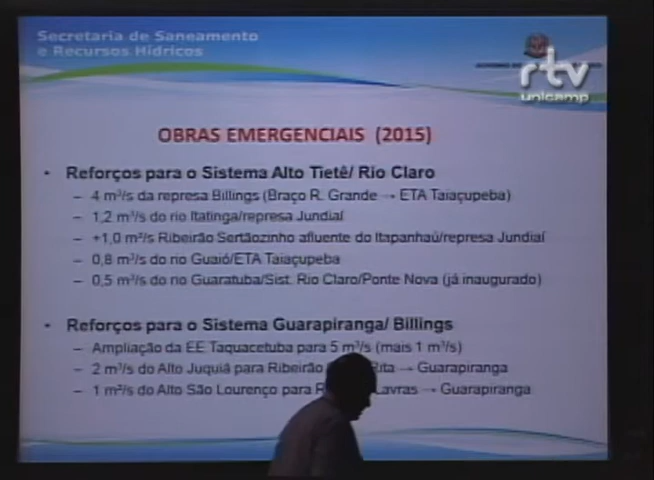 Secretaria de Saneamento
e Recursos Hídricos
rtv
unicamp
OBRAS EMERGENCIAIS (2015)
• Reforços para o Sistema Alto Tietê/ Rio Claro
– 4 m³/s da represa Billings (Braço R. Grande → ETA Taiaçupeba)
– 1,2 m³/s do rio Itatinga/represa Jundiaí
– +1,0 m³/s Ribeirão Sertãozinho afluente do Itapanhaú/represa Jundiaí
– 0,8 m³/s do rio Guaió/ETA Taiaçupeba
– 0,5 m³/s do Guaratuba/Sist. Rio Claro/Ponte Nova (já inaugurado)
• Reforços para o Sistema Guarapiranga/ Billings
– Ampliação da EE Taquacetuba para 5 m³/s (mais 1 m³/s)
– 2 m³/s do Alto Juquiá para Ribeirão Rita → Guarapiranga
– 1 m³/s do Alto São Lourenço para Lavras → Guarapiranga